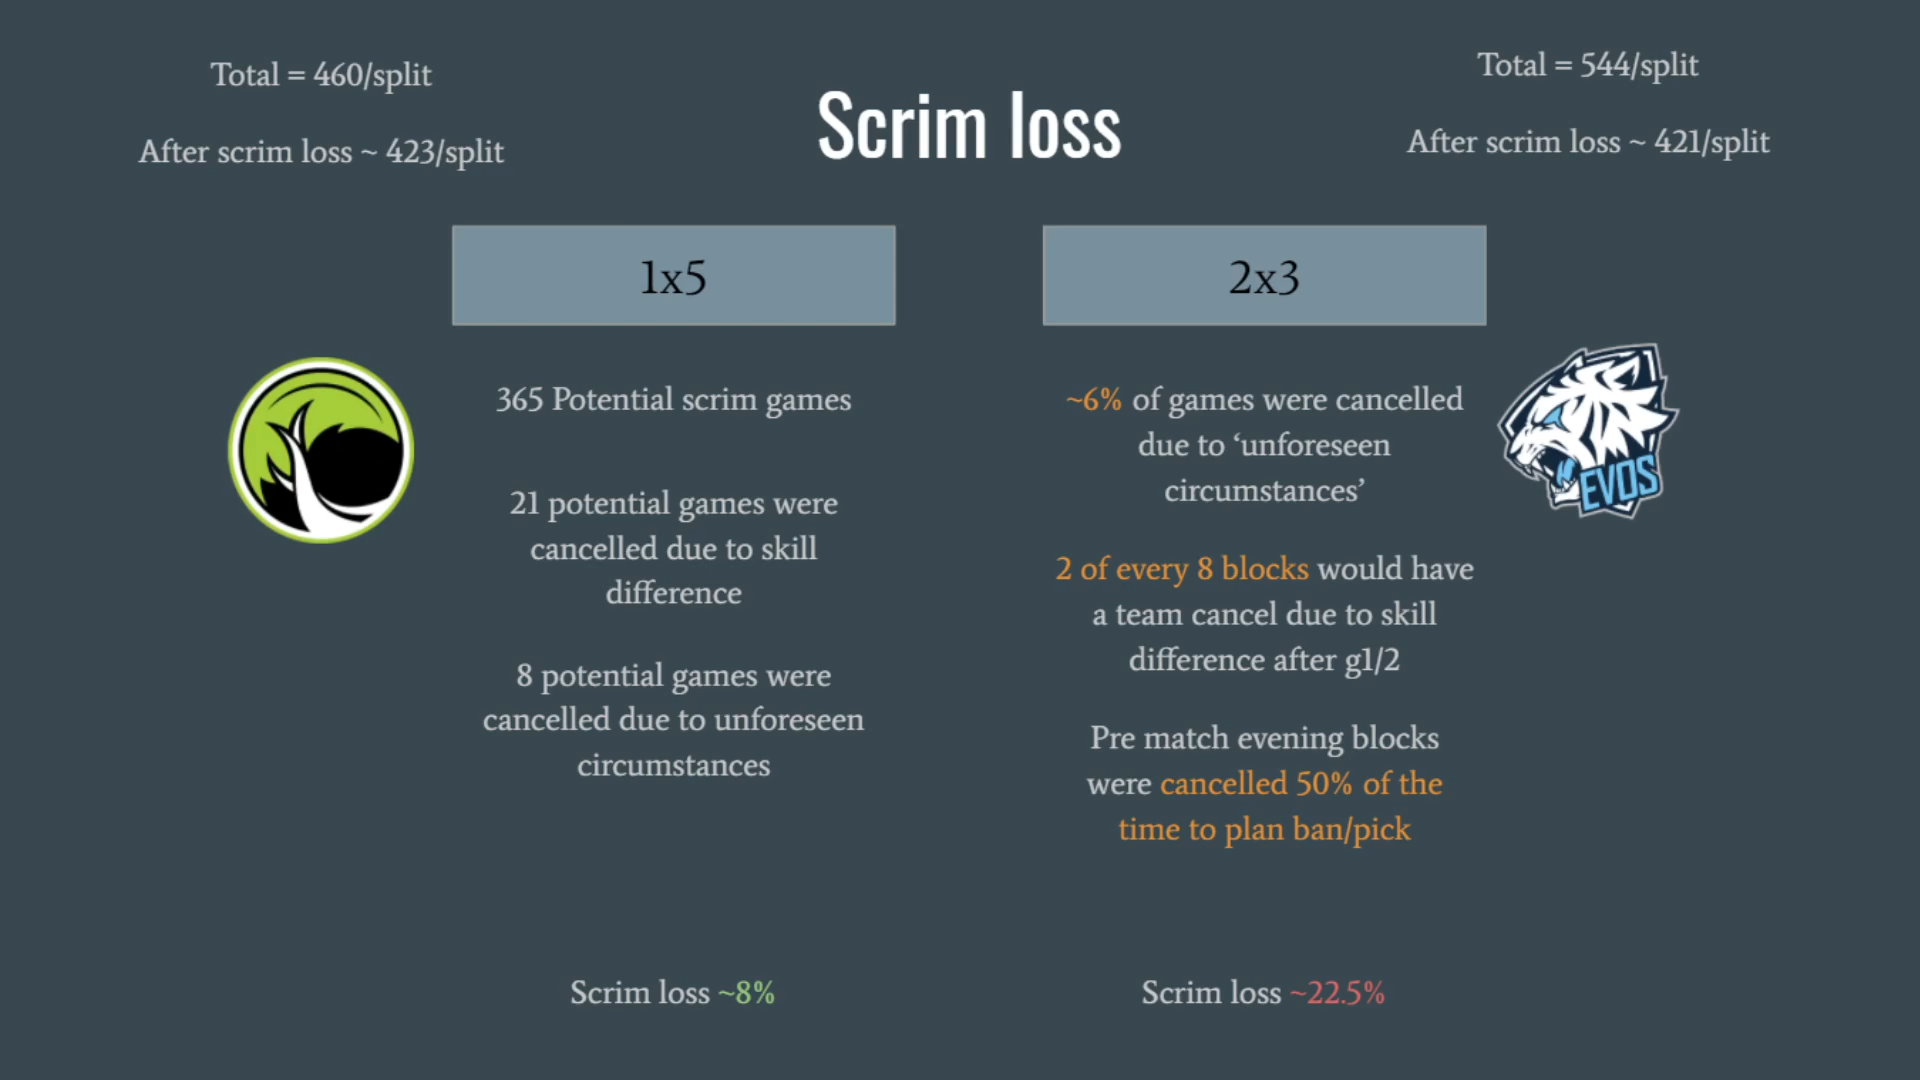 Total = 460/split
After scrim loss ~ 423/split
Scrim loss
Total = 544/split
After scrim loss ~ 421/split
1x5
365 Potential scrim games
21 potential games were
cancelled due to skill
difference
8 potential games were
cancelled due to unforeseen
circumstances
Scrim loss ~8%
2x3
~6% of games were cancelled
due to ‘unforeseen
circumstances’
2 of every 8 blocks would have
a team cancel due to skill
difference after g1/2
Pre match evening blocks
were cancelled 50% of the
time to plan ban/pick
Scrim loss ~22.5%
EVOS